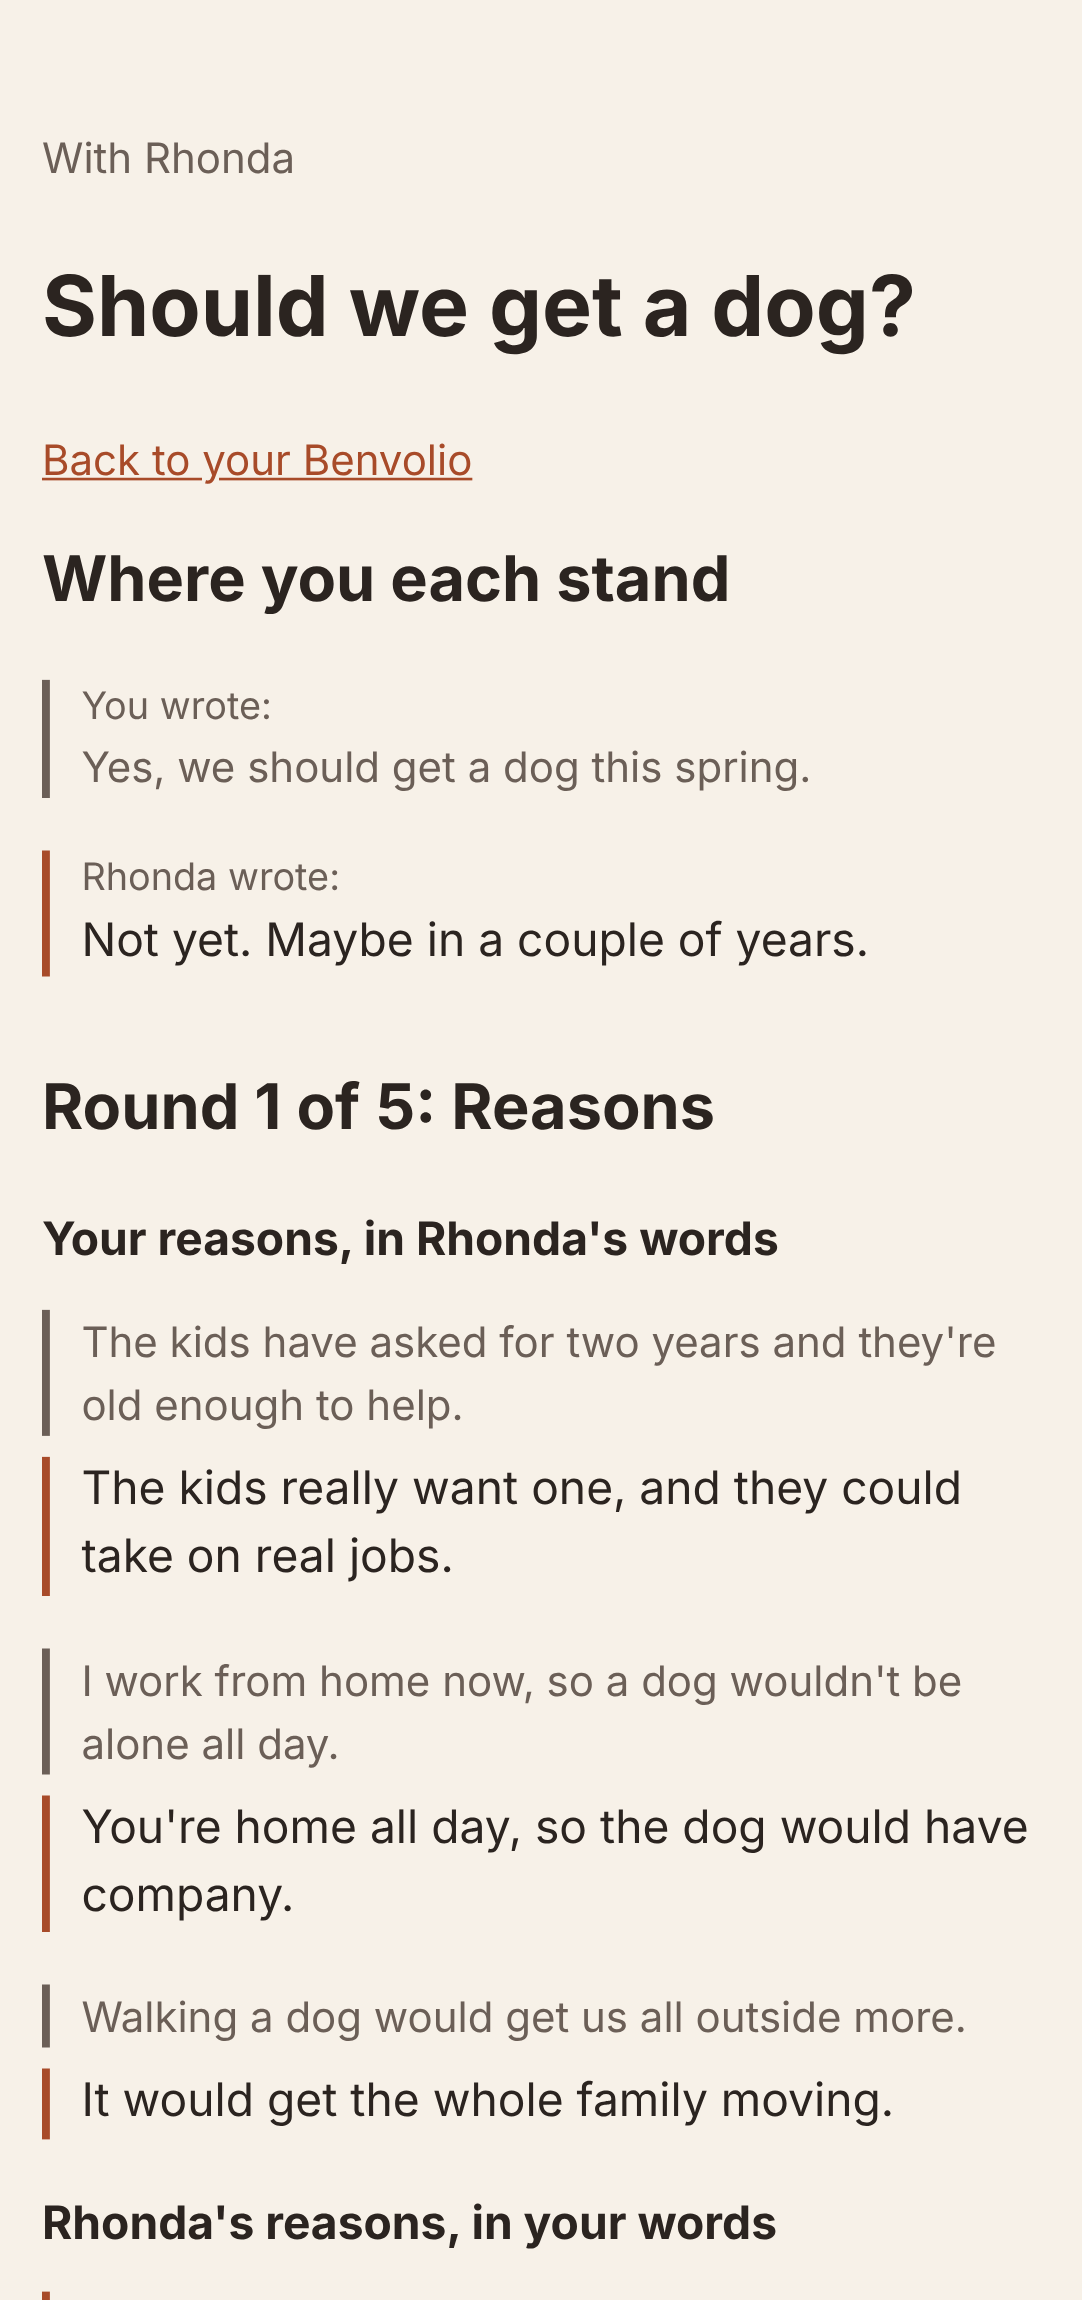 With Rhonda
Should we get a dog?
Back to your Benvolio
Where you each stand
You wrote:
Yes, we should get a dog this spring.
Rhonda wrote:
Not yet. Maybe in a couple of years.
Round 1 of 5: Reasons
Your reasons, in Rhonda's words
The kids have asked for two years and they're
old enough to help.
The kids really want one, and they could
take on real jobs.
I work from home now, so a dog wouldn't be
alone all day.
You're home all day, so the dog would have
company.
Walking a dog would get us all outside more.
It would get the whole family moving.
Rhonda's reasons, in your words